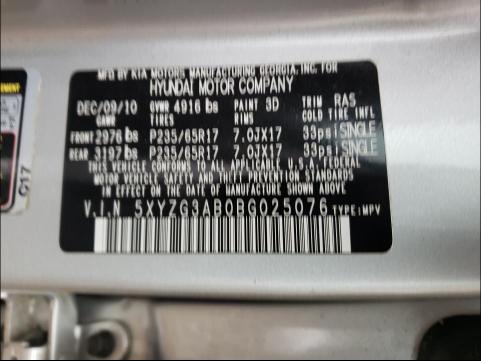 MFD BY KIA MOTORS MANUFACTURING GEORGIA, INC. FOR
HYUNDAI MOTOR COMPANY
DEC/09/10 GVWR 4916 lbs PAINT 3D TRIM RAS
GAWR TIRES RIMS COLD TIRE INFL
FRONT 2976 lbs P235/65R17 7.0JX17 33psi SINGLE
REAR 3197 lbs P235/65R17 7.0JX17 33psi SINGLE
THIS VEHICLE CONFORMS TO ALL APPLICABLE U.S.A. FEDERAL
MOTOR VEHICLE SAFETY, BUMPER, AND THEFT PREVENTION STANDARDS
IN EFFECT ON THE DATE OF MANUFACTURE SHOWN ABOVE.
V.I.N 5XYZG3AB0BG025076 TYPE:MPV
G17